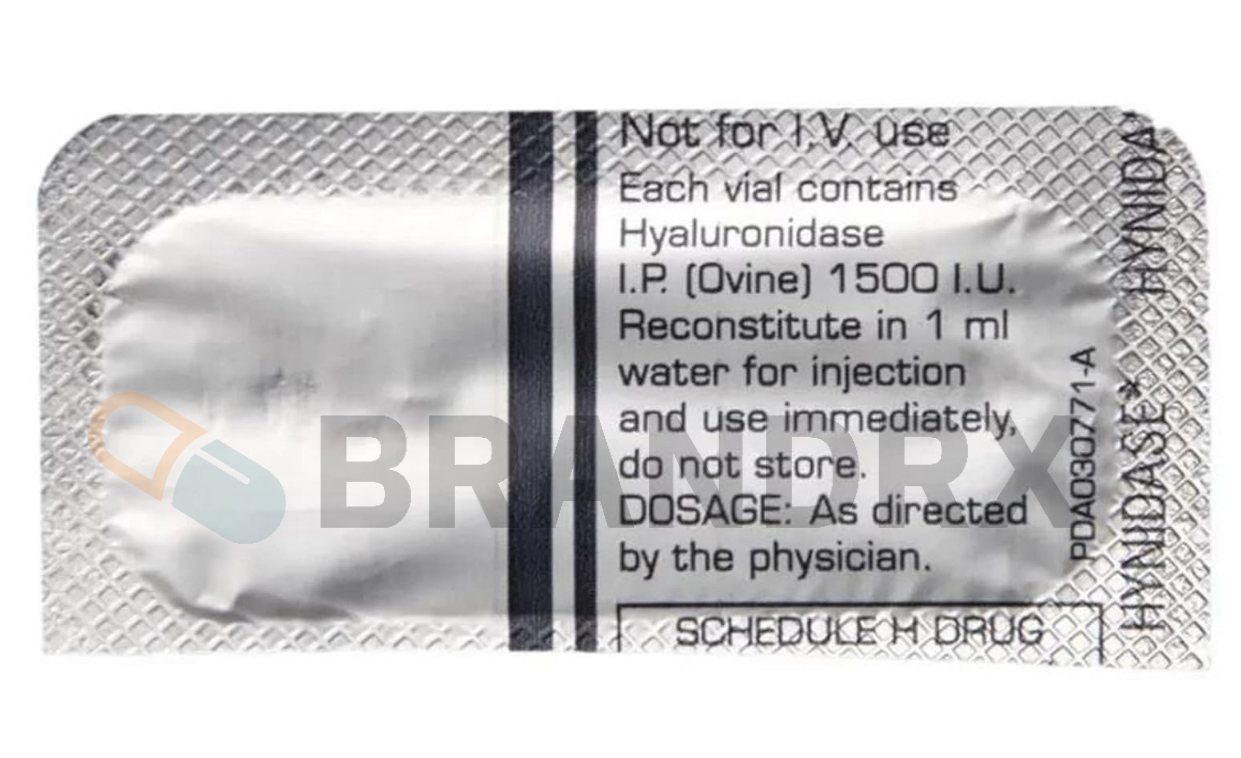 Not for I.V. use
Each vial contains
Hyaluronidase
I.P. (Ovine) 1500 I.U.
Reconstitute in 1 ml
water for injection
and use immediately,
do not store.
DOSAGE: As directed
by the physician.
SCHEDULE H DRUG
PDA030771-A
HYNIDASE* HYNIDA
BRANDRX